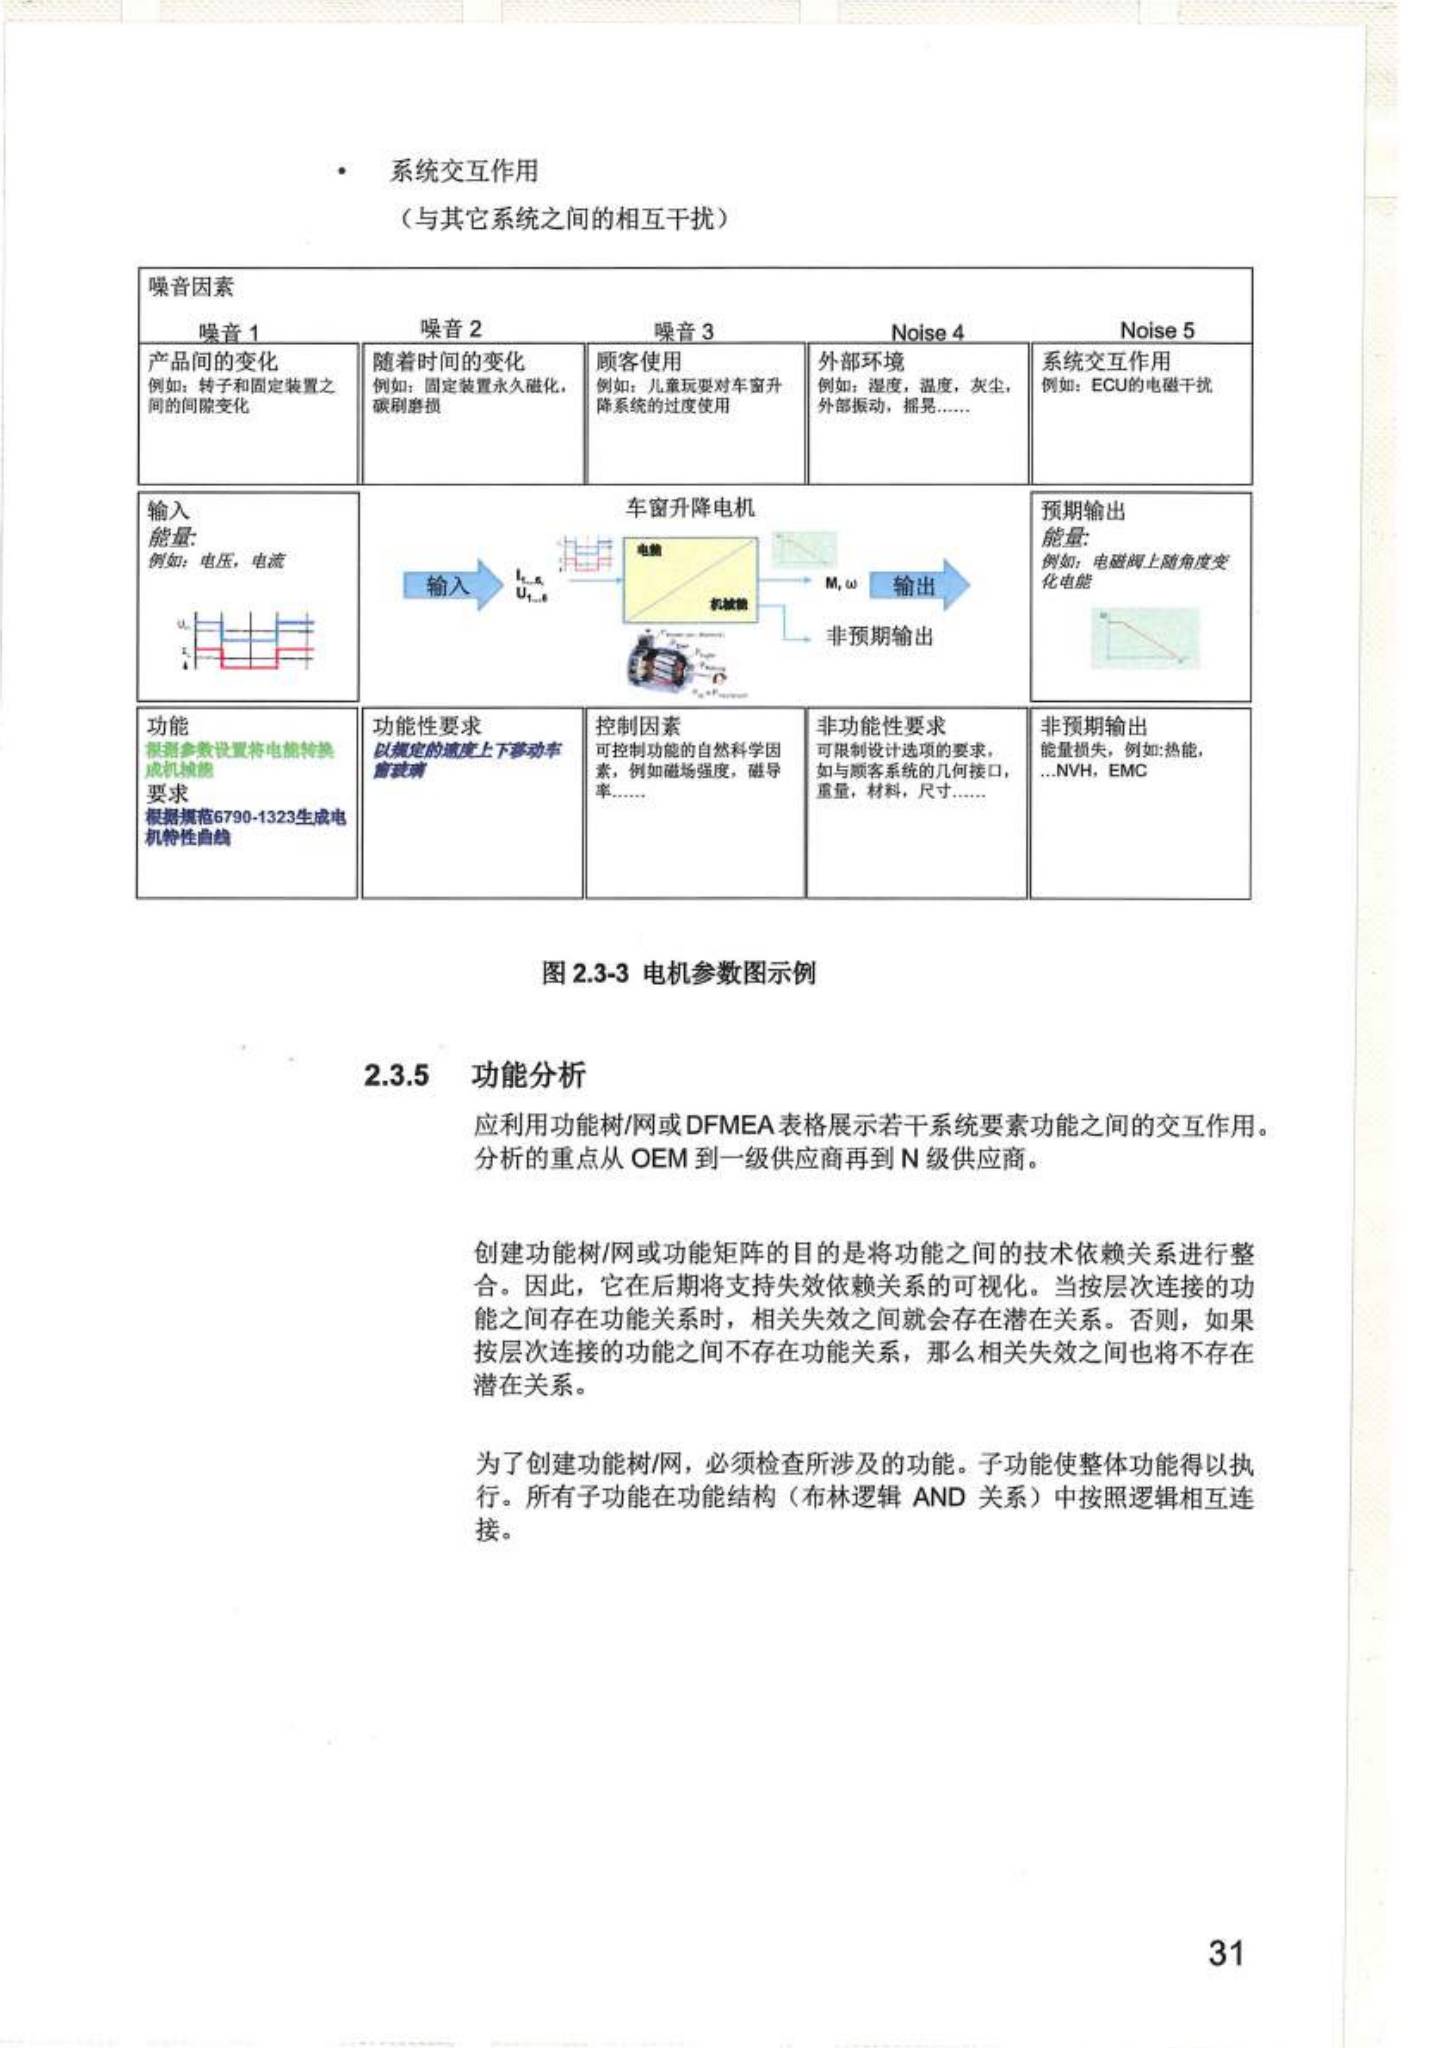 • 系统交互作用
（与其它系统之间的相互干扰）
噪音因素
噪音 1
噪音 2
噪音 3
Noise 4
Noise 5
产品间的变化
例如：转子和固定装置之
间的间隙变化
随着时间的变化
例如：固定装置永久磁化，
碳刷磨损
顾客使用
例如：儿童玩耍对车窗升
降系统的过度使用
外部环境
例如：湿度，温度，灰尘，
外部振动，摇晃......
系统交互作用
例如：ECU的电磁干扰
输入
能量:
例如：电压，电流
车窗升降电机
输入
I1...6,
U1...6
电能
机械能
M, ω
输出
非预期输出
预期输出
能量:
例如：电磁阀上随角度变
化电能
功能
根据参数设置将电能转换
成机械能
要求
根据规范6790-1323生成电
机特性曲线
功能性要求
以规定的速度上下移动车
窗玻璃
控制因素
可控制功能的自然科学因
素，例如磁场强度，磁导
率......
非功能性要求
可限制设计选项的要求，
如与顾客系统的几何接口，
重量，材料，尺寸......
非预期输出
能量损失，例如:热能，
...NVH，EMC
图 2.3-3 电机参数图示例
2.3.5 功能分析
应利用功能树/网或 DFMEA 表格展示若干系统要素功能之间的交互作用。
分析的重点从 OEM 到一级供应商再到 N 级供应商。
创建功能树/网或功能矩阵的目的是将功能之间的技术依赖关系进行整
合。因此，它在后期将支持失效依赖关系的可视化。当按层次连接的功
能之间存在功能关系时，相关失效之间就会存在潜在关系。否则，如果
按层次连接的功能之间不存在功能关系，那么相关失效之间也将不存在
潜在关系。
为了创建功能树/网，必须检查所涉及的功能。子功能使整体功能得以执
行。所有子功能在功能结构（布林逻辑 AND 关系）中按照逻辑相互连
接。
31